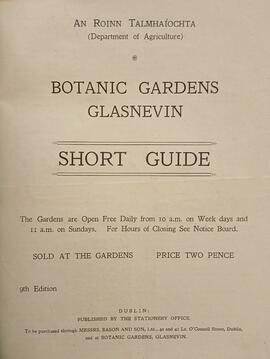 An Roinn Talmhaíochta
(Department of Agriculture)
BOTANIC GARDENS
GLASNEVIN
SHORT GUIDE
The Gardens are Open Free Daily from 10 a.m. on Week days and
11 a.m. on Sundays. For Hours of Closing See Notice Board.
SOLD AT THE GARDENS PRICE TWO PENCE
9th Edition
DUBLIN:
PUBLISHED BY THE STATIONERY OFFICE.
To be purchased through MESSRS. EASON AND SON, LTD., 40 and 41 Lr. O'Connell Street, Dublin,
and at BOTANIC GARDENS, GLASNEVIN.